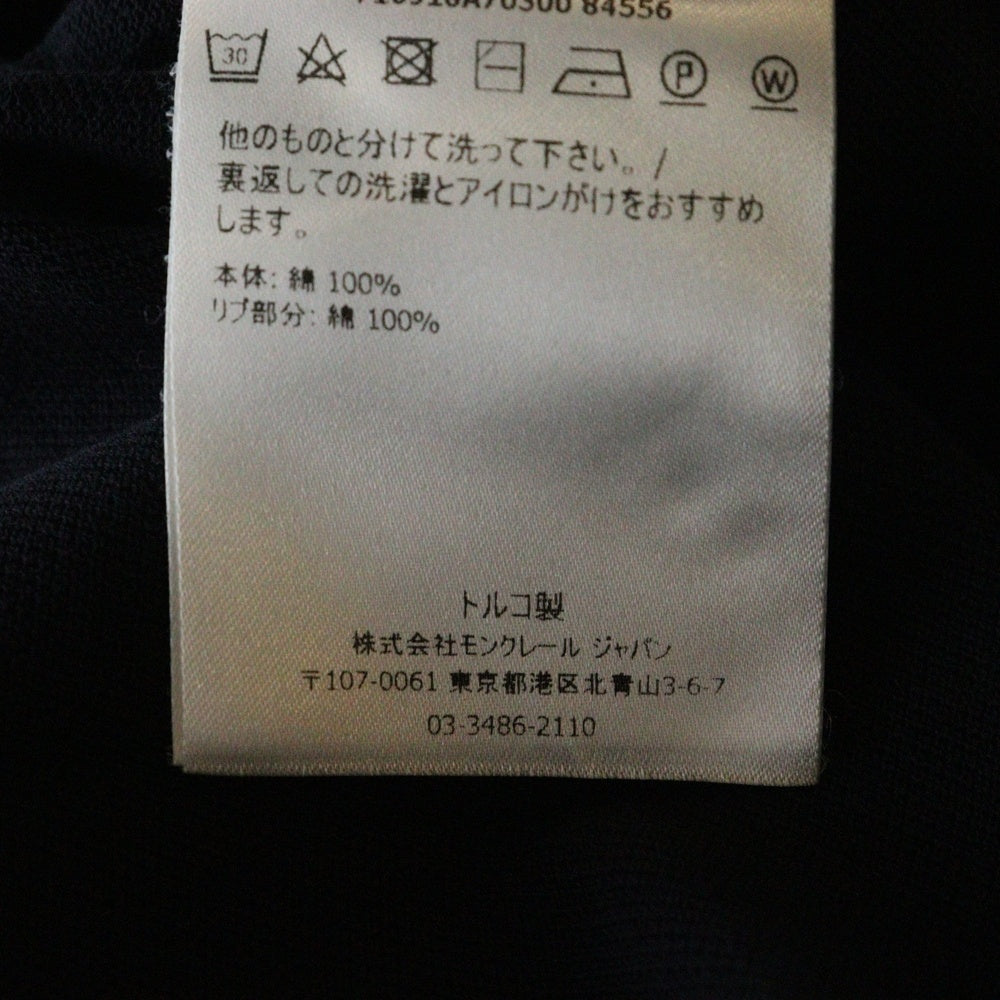 84556
30
P W
他のものと分けて洗って下さい。/
裏返しての洗濯とアイロンがけをおすすめ
します。
本体: 綿 100%
リブ部分: 綿 100%
トルコ製
株式会社モンクレール ジャパン
〒107-0061 東京都港区北青山3-6-7
03-3486-2110